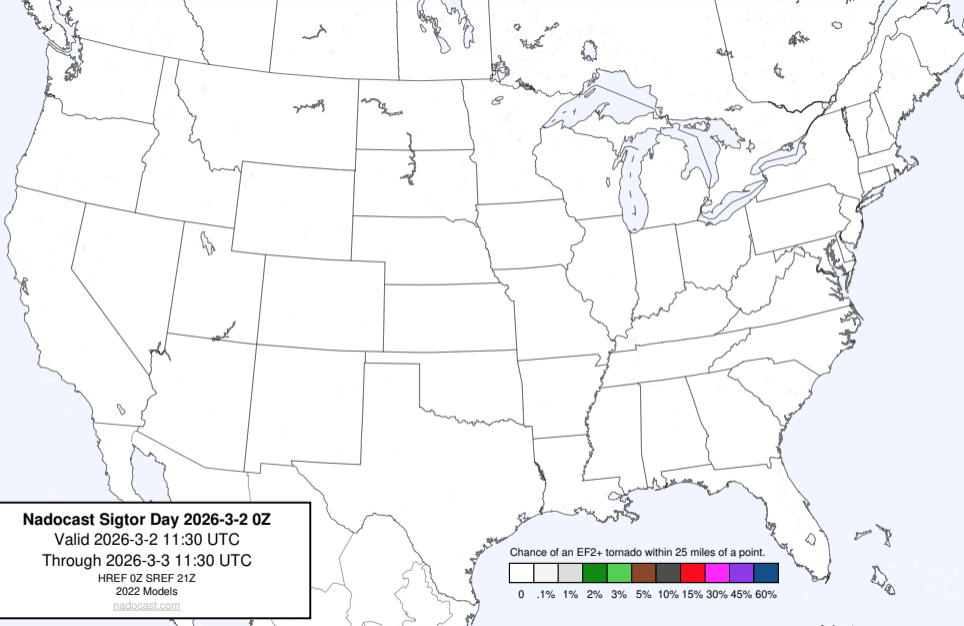 Nadocast Sigtor Day 2026-3-2 0Z
Valid 2026-3-2 11:30 UTC
Through 2026-3-3 11:30 UTC
HREF 0Z SREF 21Z
2022 Models
nadocast.com
Chance of an EF2+ tornado within 25 miles of a point.
0 .1% 1% 2% 3% 5% 10% 15% 30% 45% 60%